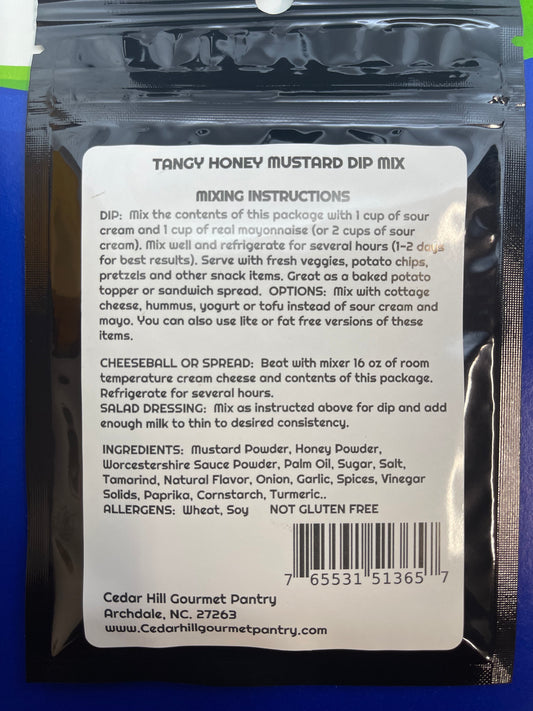 TANGY HONEY MUSTARD DIP MIX
MIXING INSTRUCTIONS
DIP: Mix the contents of this package with 1 cup of sour
cream and 1 cup of real mayonnaise (or 2 cups of sour
cream). Mix well and refrigerate for several hours (1-2 days
for best results). Serve with fresh veggies, potato chips,
pretzels and other snack items. Great as a baked potato
topper or sandwich spread. OPTIONS: Mix with cottage
cheese, hummus, yogurt or tofu instead of sour cream and
mayo. You can also use lite or fat free versions of these
items.
CHEESEBALL OR SPREAD: Beat with mixer 16 oz of room
temperature cream cheese and contents of this package.
Refrigerate for several hours.
SALAD DRESSING: Mix as instructed above for dip and add
enough milk to thin to desired consistency.
INGREDIENTS: Mustard Powder, Honey Powder,
Worcestershire Sauce Powder, Palm Oil, Sugar, Salt,
Tamarind, Natural Flavor, Onion, Garlic, Spices, Vinegar
Solids, Paprika, Cornstarch, Turmeric..
ALLERGENS: Wheat, Soy NOT GLUTEN FREE
7 65531 51365 7
Cedar Hill Gourmet Pantry
Archdale, NC. 27263
www.Cedarhillgourmetpantry.com